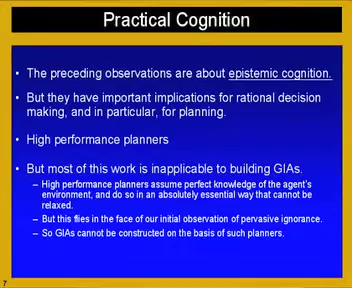 Practical Cognition
• The preceding observations are about epistemic cognition.
• But they have important implications for rational decision
making, and in particular, for planning.
• High performance planners
• But most of this work is inapplicable to building GIAs.
– High performance planners assume perfect knowledge of the agent's
environment, and do so in an absolutely essential way that cannot be
relaxed.
– But this flies in the face of our initial observation of pervasive ignorance.
– So GIAs cannot be constructed on the basis of such planners.
7